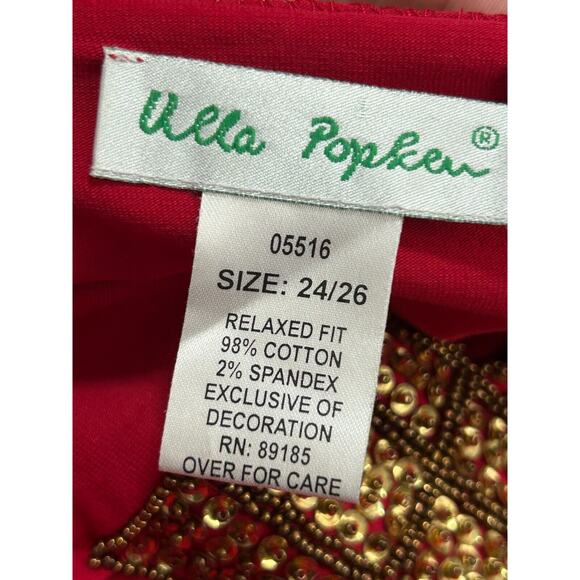 Ulla Popken®
05516
SIZE: 24/26
RELAXED FIT
98% COTTON
2% SPANDEX
EXCLUSIVE OF
DECORATION
RN: 89185
OVER FOR CARE